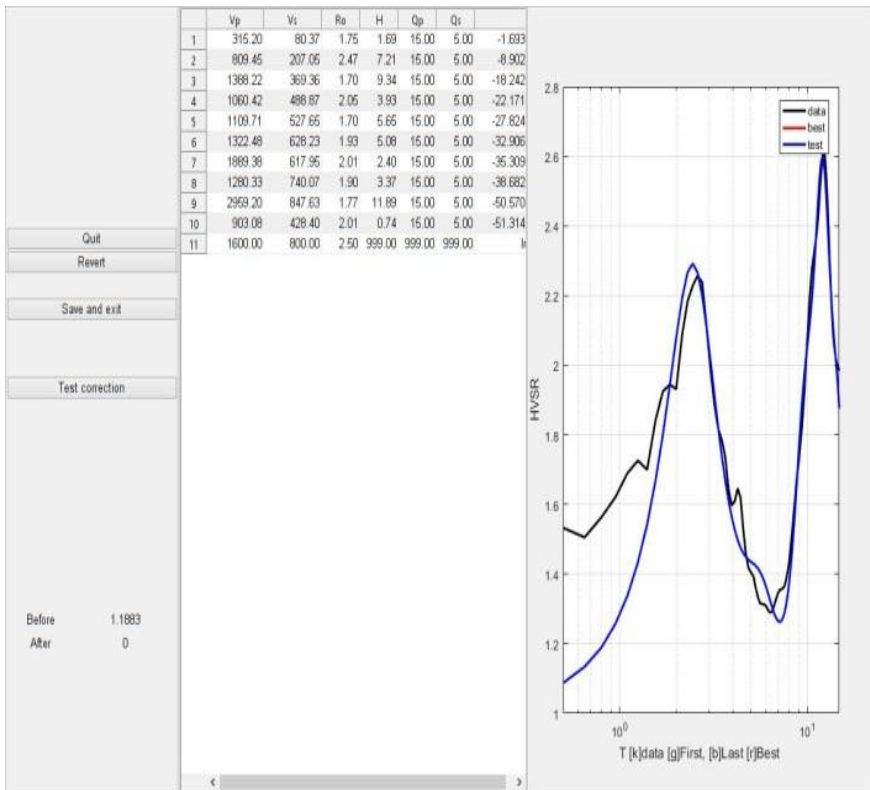 Vp Vs Ro H Qp Qs
1 315.20 80.37 1.75 1.69 15.00 5.00 -1.693
2 809.45 207.05 2.47 7.21 15.00 5.00 -8.902
3 1388.22 369.36 1.70 9.34 15.00 5.00 -18.242
4 1060.42 488.87 2.05 3.93 15.00 5.00 -22.171
5 1109.71 527.65 1.70 5.65 15.00 5.00 -27.824
6 1322.48 628.23 1.93 5.08 15.00 5.00 -32.906
7 1889.38 617.95 2.01 2.40 15.00 5.00 -35.309
8 1280.33 740.07 1.90 3.37 15.00 5.00 -38.682
9 2959.20 847.63 1.77 11.89 15.00 5.00 -50.570
10 903.08 428.40 2.01 0.74 15.00 5.00 -51.314
11 1600.00 800.00 2.50 999.00 999.00 999.00
Quit
Revert
Save and exit
Test correction
Before 1.1883
After 0
2.8
2.6
2.4
2.2
2
1.8
1.6
1.4
1.2
1
HVSR
data
best
test
10^0
10^1
T [k]data [g]First, [b]Last [r]Best